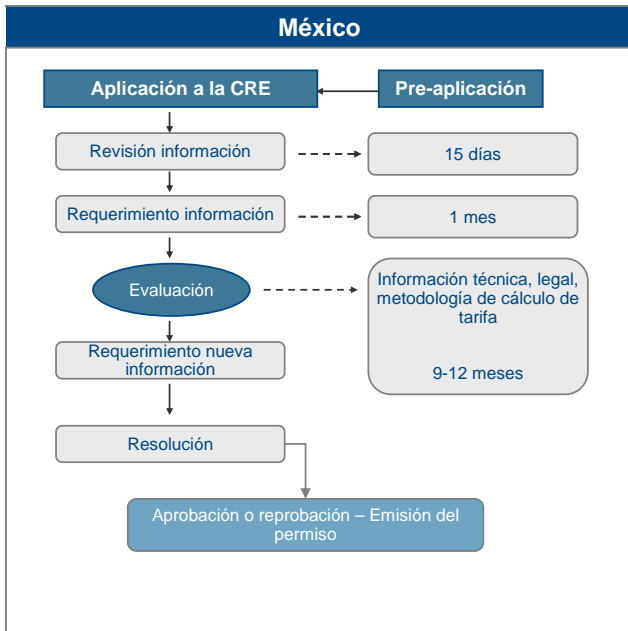 México
Aplicación a la CRE
Pre-aplicación
Revisión información
15 días
Requerimiento información
1 mes
Evaluación
Información técnica, legal,
metodología de cálculo de
tarifa
9-12 meses
Requerimiento nueva
información
Resolución
Aprobación o reprobación – Emisión del
permiso